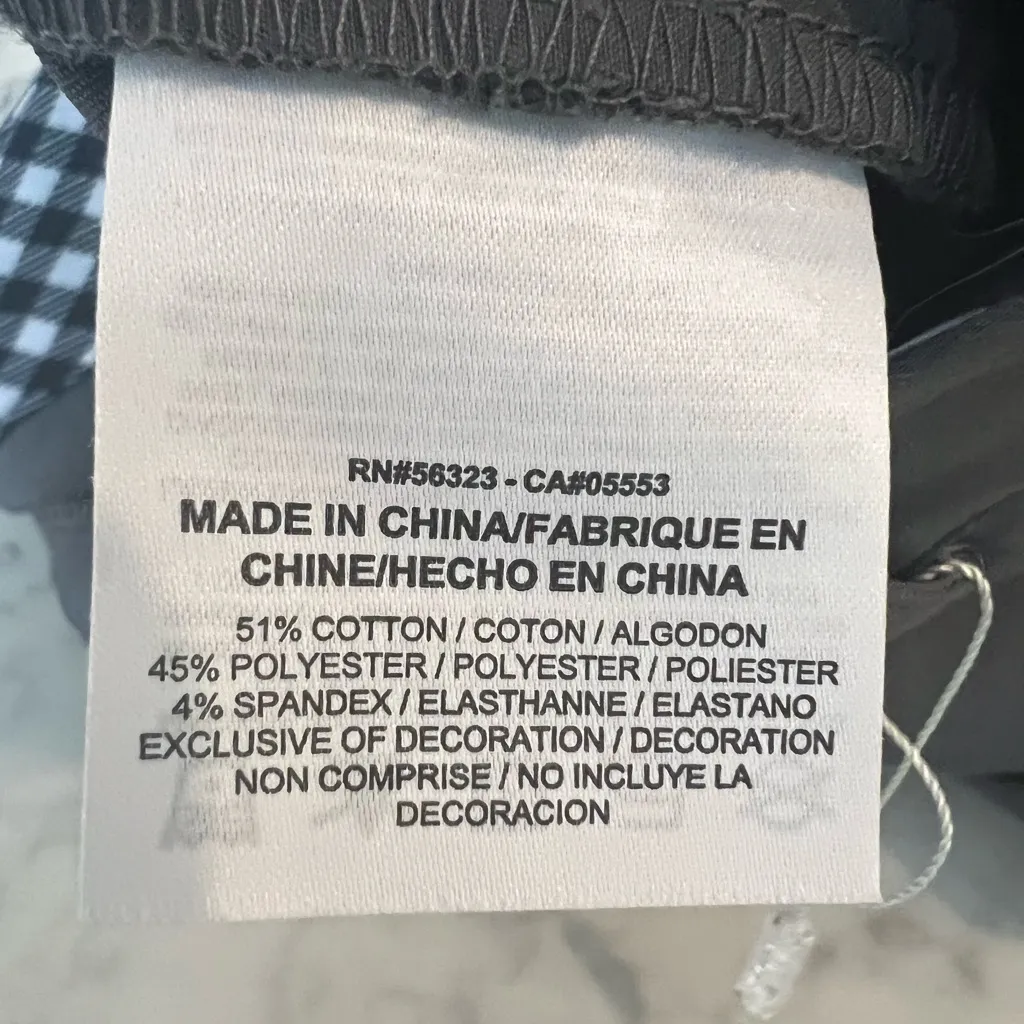 RN#56323 - CA#05553
MADE IN CHINA/FABRIQUE EN
CHINE/HECHO EN CHINA
51% COTTON / COTON / ALGODON
45% POLYESTER / POLYESTER / POLIESTER
4% SPANDEX / ELASTHANNE / ELASTANO
EXCLUSIVE OF DECORATION / DECORATION
NON COMPRISE / NO INCLUYE LA
DECORACION